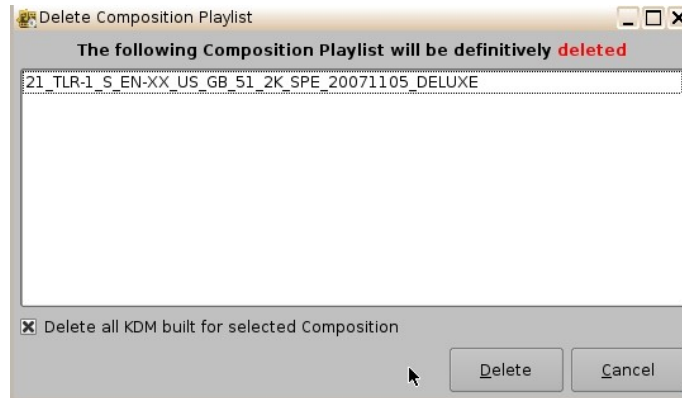 Delete Composition Playlist
The following Composition Playlist will be definitively deleted
21_TLR-1_S_EN-XX_US_GB_51_2K_SPE_20071105_DELUXE
Delete all KDM built for selected Composition
Delete Cancel